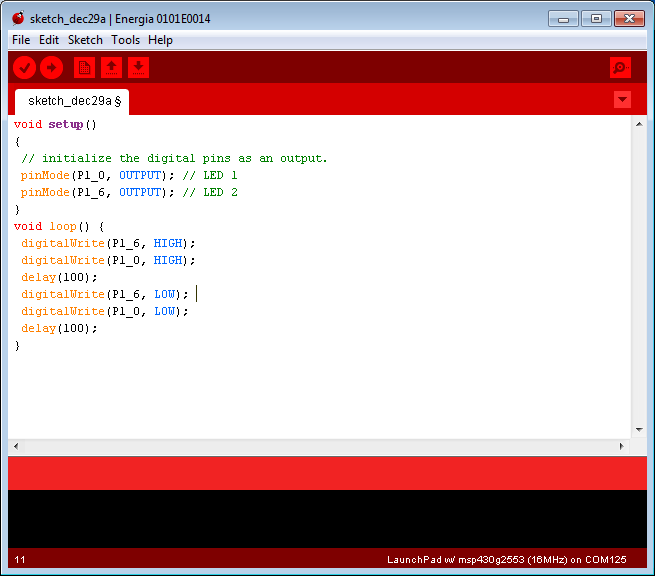 sketch_dec29a | Energia 0101E0014
File Edit Sketch Tools Help
sketch_dec29a §
void setup()
{
// initialize the digital pins as an output.
pinMode(P1_0, OUTPUT); // LED 1
pinMode(P1_6, OUTPUT); // LED 2
}
void loop() {
digitalWrite(P1_6, HIGH);
digitalWrite(P1_0, HIGH);
delay(100);
digitalWrite(P1_6, LOW);
digitalWrite(P1_0, LOW);
delay(100);
}
11 LaunchPad w/ msp430g2553 (16MHz) on COM125